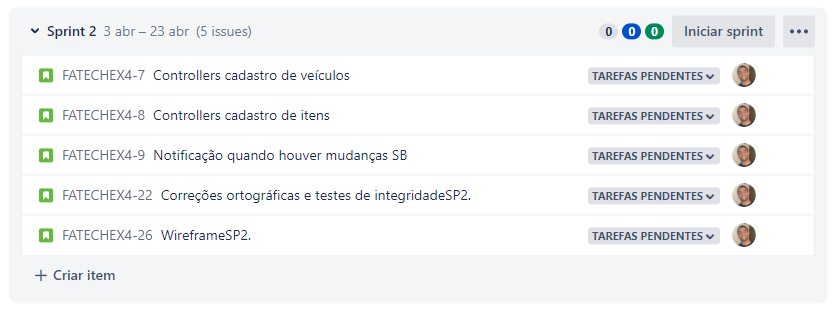 Sprint 2 3 abr – 23 abr (5 issues) 0 0 0 Iniciar sprint
FATECHEX4-7 Controllers cadastro de veículos TAREFAS PENDENTES
FATECHEX4-8 Controllers cadastro de itens TAREFAS PENDENTES
FATECHEX4-9 Notificação quando houver mudanças SB TAREFAS PENDENTES
FATECHEX4-22 Correções ortográficas e testes de integridadeSP2. TAREFAS PENDENTES
FATECHEX4-26 WireframeSP2. TAREFAS PENDENTES
+ Criar item